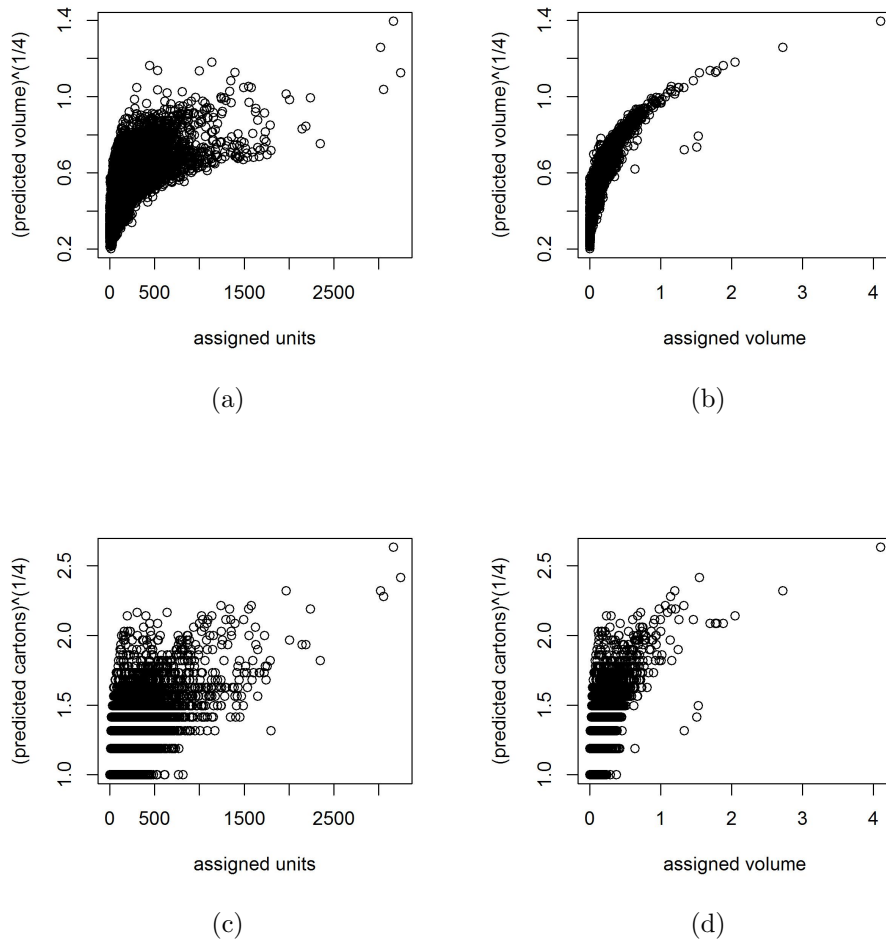 (predicted volume)^(1/4)
1.4
1.0
0.6
0.2
0 500 1500 2500
assigned units
(a)
(predicted volume)^(1/4)
1.4
1.0
0.6
0.2
0 1 2 3 4
assigned volume
(b)
(predicted cartons)^(1/4)
2.5
2.0
1.5
1.0
0 500 1500 2500
assigned units
(c)
(predicted cartons)^(1/4)
2.5
2.0
1.5
1.0
0 1 2 3 4
assigned volume
(d)